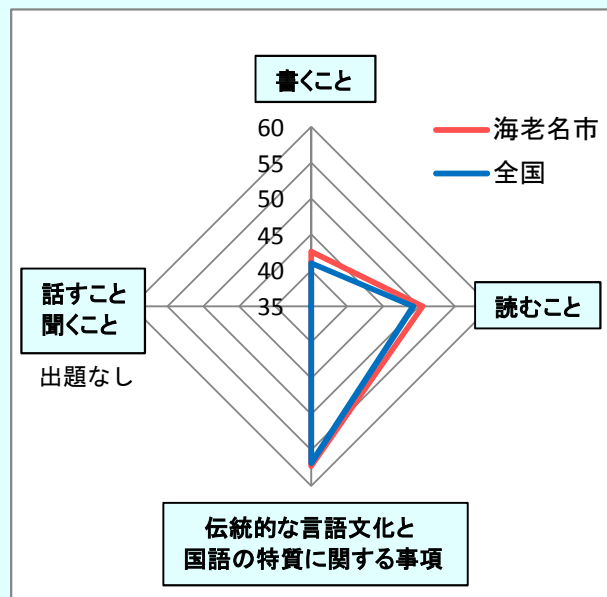 書くこと
60
55
50
45
40
35
海老名市
全国
話すこと
聞くこと
出題なし
読むこと
伝統的な言語文化と
国語の特質に関する事項